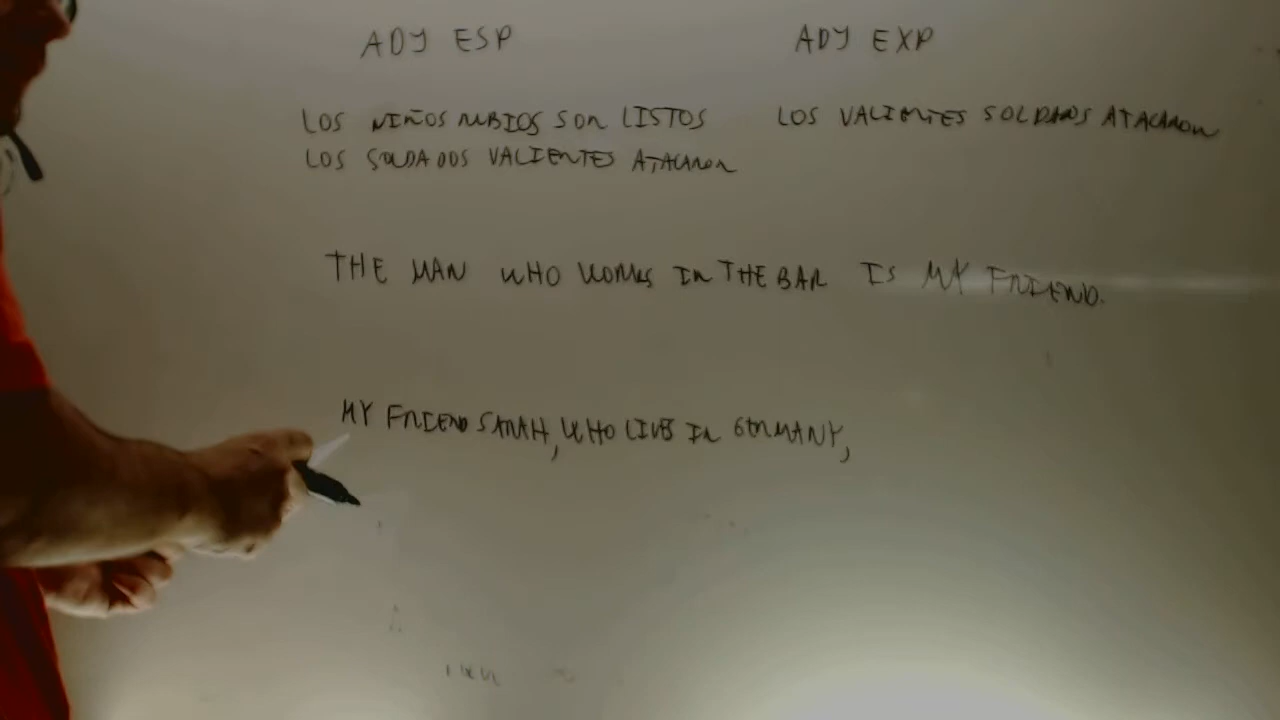 ADJ ESP
ADJ EXP
LOS NIÑOS RUBIOS SON LISTOS
LOS VALIENTES SOLDADOS ATACARON
LOS SOLDADOS VALIENTES ATACARON
THE MAN WHO WORKS IN THE BAR IS MY FRIEND.
MY FRIEND SARAH, WHO LIVES IN GERMANY,